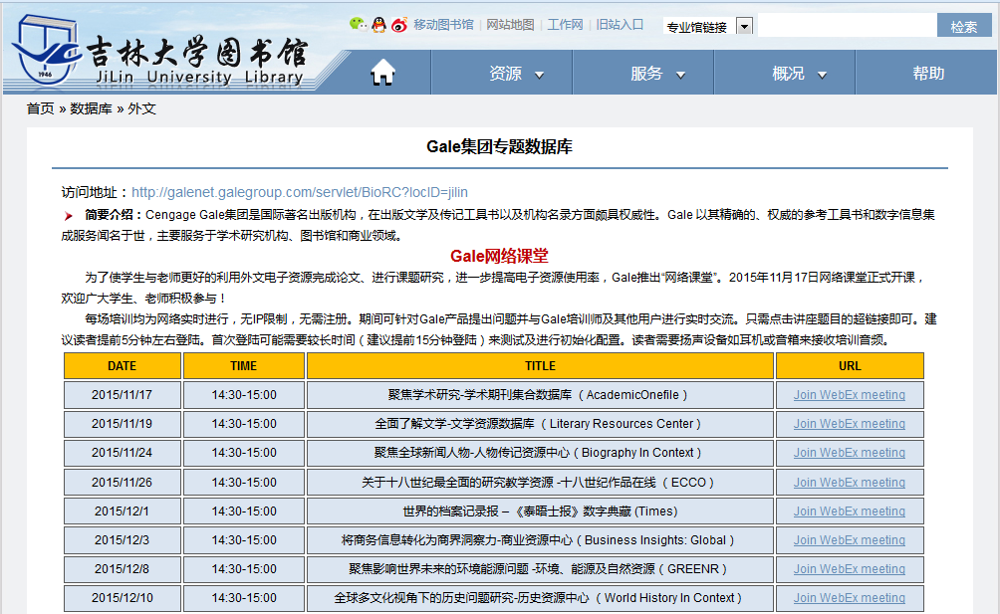 移动图书馆 | 网站地图 | 工作网 | 旧站入口 专业馆链接 检索
吉林大学图书馆
JiLin University Library
1946
资源 服务 概况 帮助
首页 » 数据库 » 外文
Gale集团专题数据库
访问地址：http://galenet.galegroup.com/servlet/BioRC?locID=jilin
简要介绍：Cengage Gale集团是国际著名出版机构，在出版文学及传记工具书以及机构名录方面颇具权威性。Gale 以其精确的、权威的参考工具书和数字信息集
成服务闻名于世，主要服务于学术研究机构、图书馆和商业领域。
Gale网络课堂
为了使学生与老师更好的利用外文电子资源完成论文、进行课题研究，进一步提高电子资源使用率，Gale推出“网络课堂”。2015年11月17日网络课堂正式开课，
欢迎广大学生、老师积极参与！
每场培训均为网络实时进行，无IP限制，无需注册。期间可针对Gale产品提出问题并与Gale培训师及其他用户进行实时交流。只需点击讲座题目的超链接即可。建
议读者提前5分钟左右登陆。首次登陆可能需要较长时间（建议提前15分钟登陆）来测试及进行初始化配置。读者需要扬声设备如耳机或音箱来接收培训音频。
DATE TIME TITLE URL
2015/11/17 14:30-15:00 聚焦学术研究-学术期刊集合数据库 （AcademicOnefile ） Join WebEx meeting
2015/11/19 14:30-15:00 全面了解文学-文学资源数据库 （ Literary Resources Center ） Join WebEx meeting
2015/11/24 14:30-15:00 聚焦全球新闻人物-人物传记资源中心（ Biography In Context ） Join WebEx meeting
2015/11/26 14:30-15:00 关于十八世纪最全面的研究教学资源 -十八世纪作品在线 （ ECCO ） Join WebEx meeting
2015/12/1 14:30-15:00 世界的档案记录报 – 《泰晤士报》数字典藏 (Times) Join WebEx meeting
2015/12/3 14:30-15:00 将商务信息转化为商界洞察力-商业资源中心（ Business Insights: Global ） Join WebEx meeting
2015/12/8 14:30-15:00 聚焦影响世界未来的环境能源问题 -环境、能源及自然资源（ GREENR ） Join WebEx meeting
2015/12/10 14:30-15:00 全球多文化视角下的历史问题研究-历史资源中心 （ World History In Context ） Join WebEx meeting